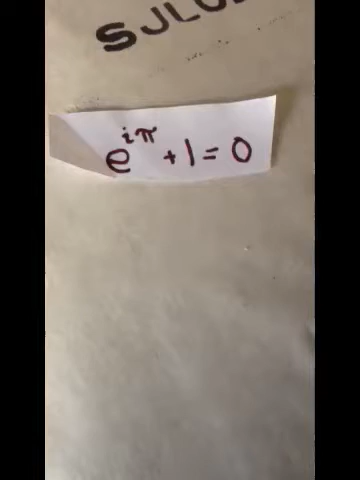 e^{iπ} + 1 = 0